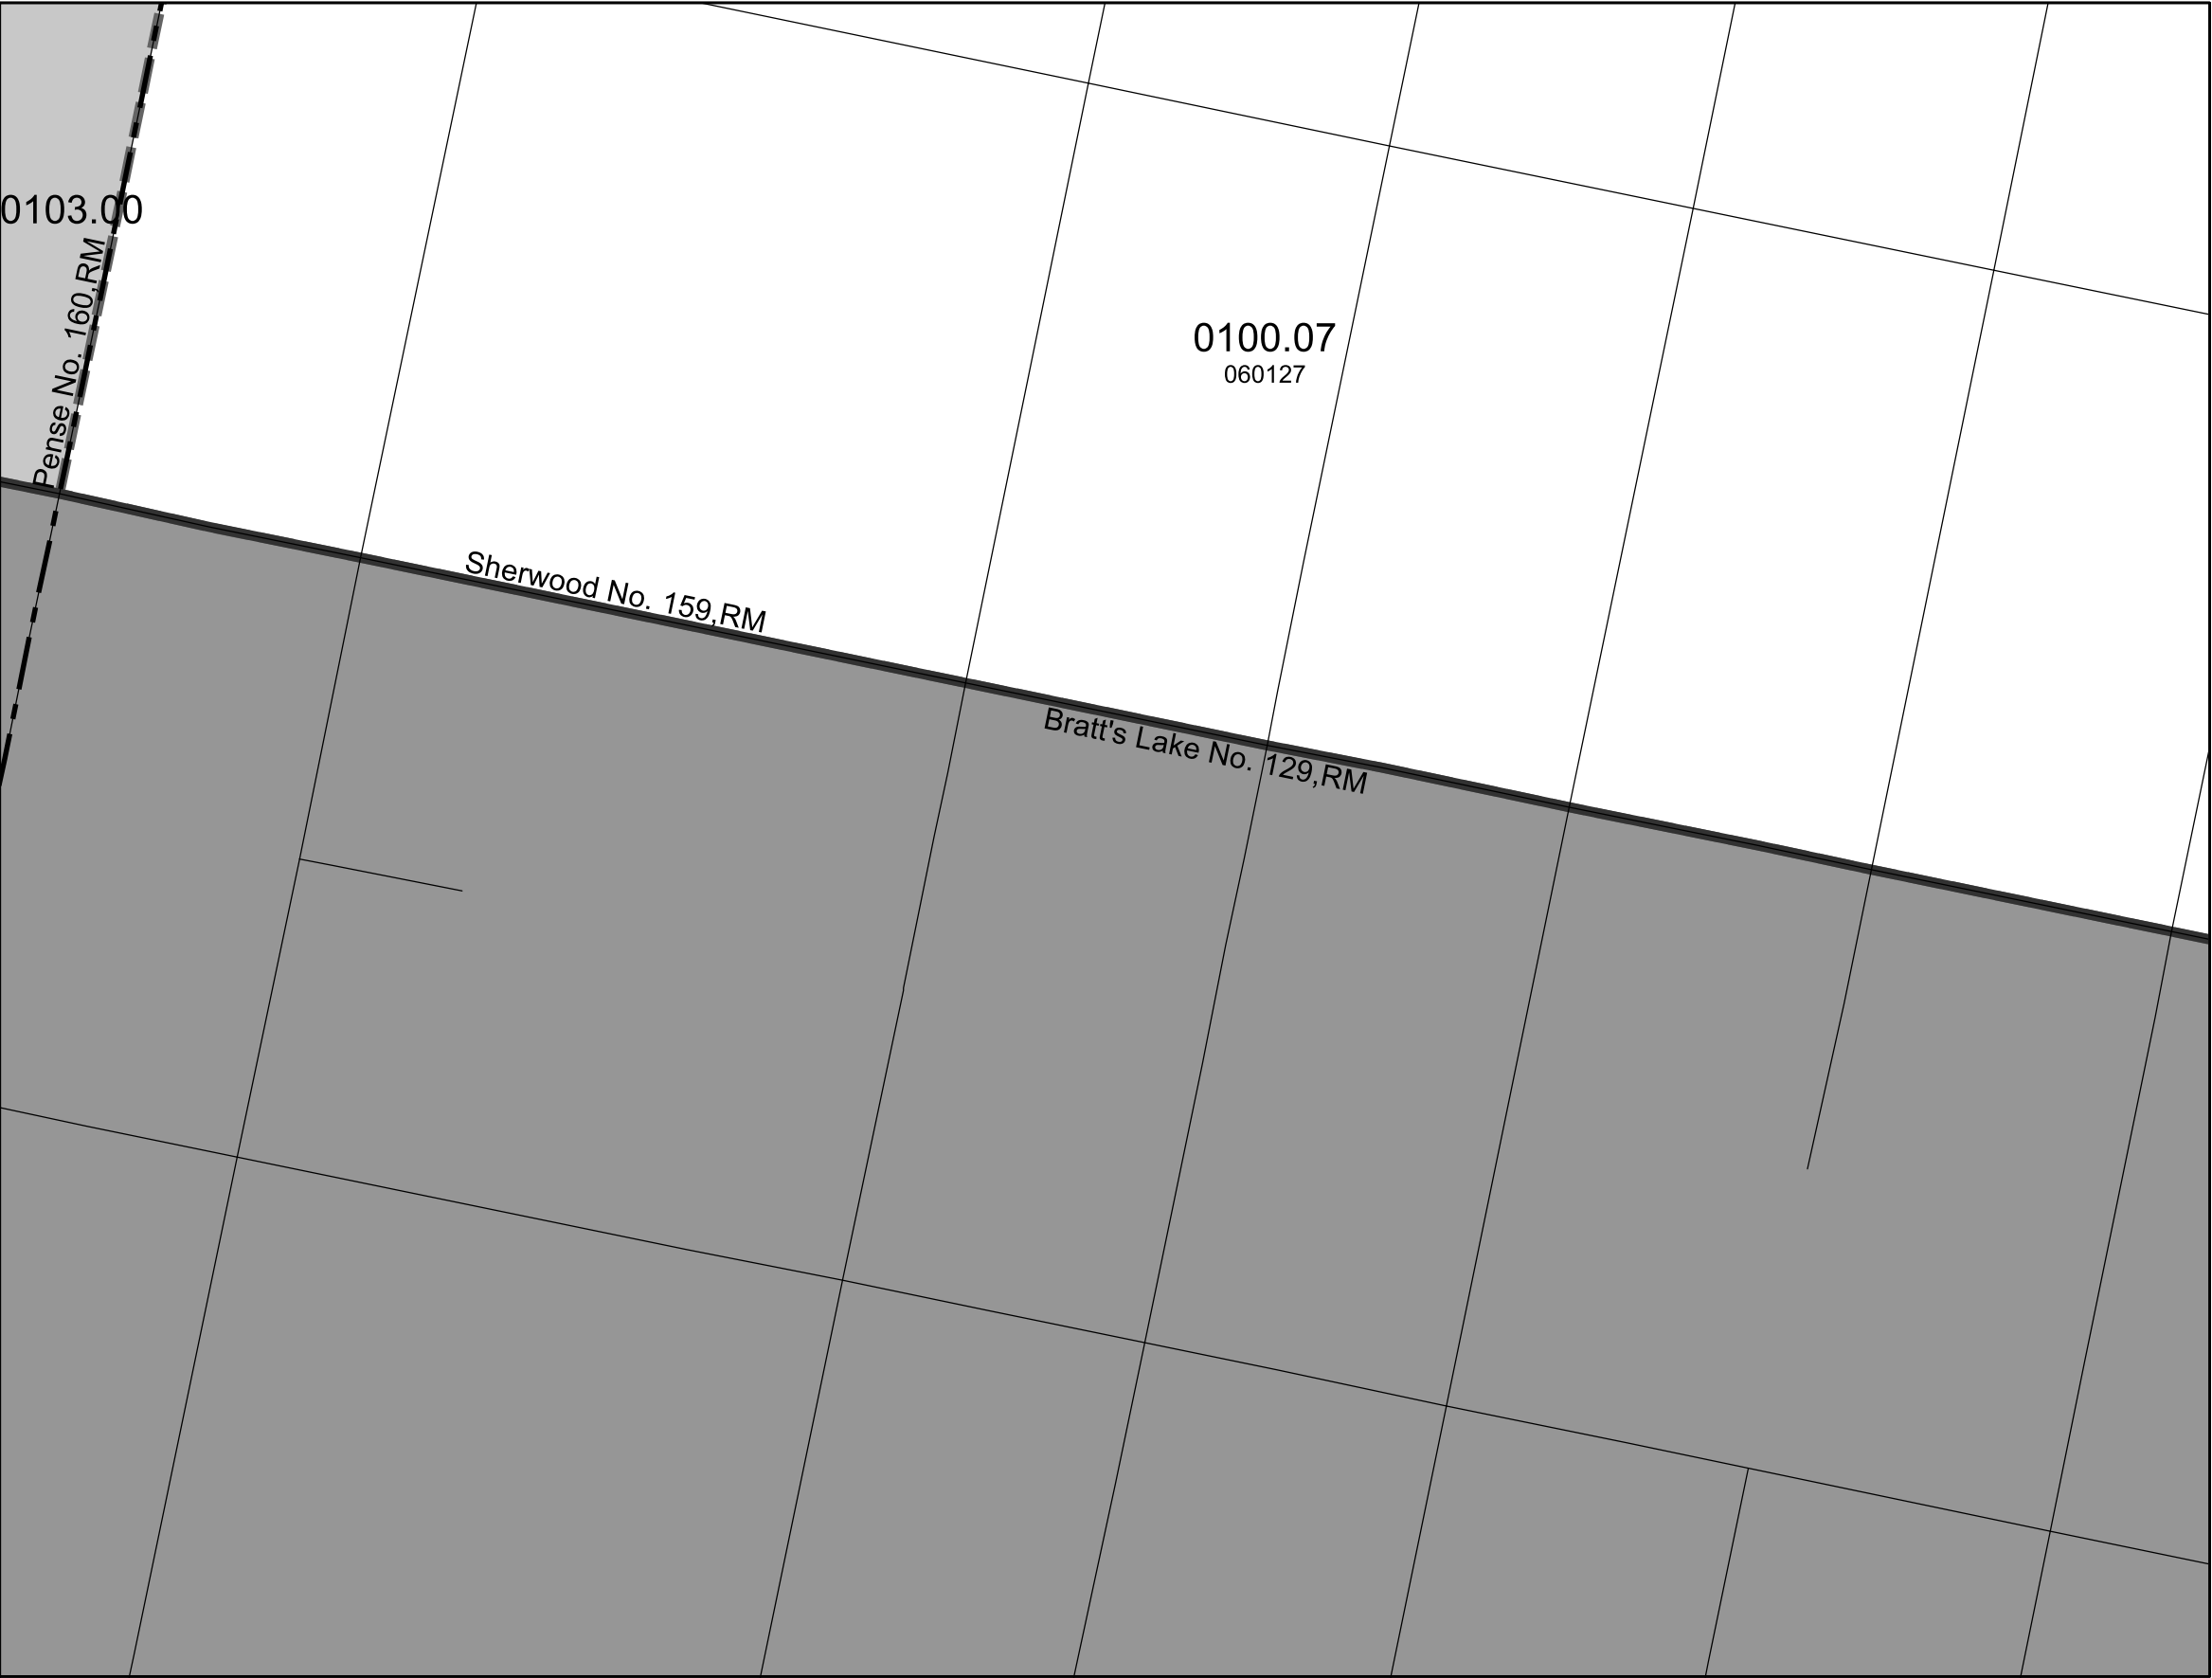 0103.00
Pense No. 160,RM
0100.07
060127
Sherwood No. 159,RM
Bratt's Lake No. 129,RM